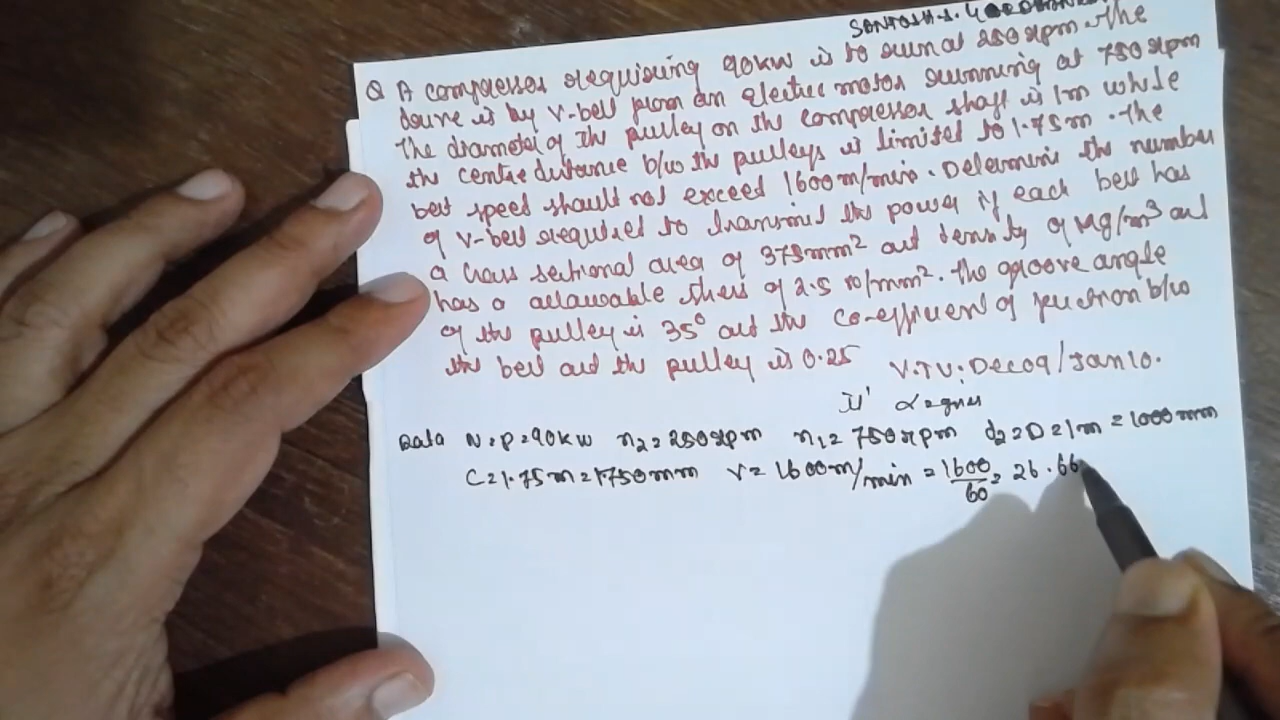 SANTOSH.S.
Q A compressor requiring 90kw is to run at 250 rpm. The
drive is by V-belt from an electric motor running at 750 rpm
The diameter of the pulley on the compressor shaft is 1m while
the centre distance b/w the pulleys is limited to 1.75m. The
belt speed should not exceed 1600m/min. Determine the number
of V-belt required to transmit the power if each belt has
a cross sectional area of 375mm² and density of Mg/m³ and
has a allowable stress of 2.5 N/mm². The groove angle
of the pulley is 35° and the co-efficient of friction b/w
the belt and the pulley is 0.25 V.T.U: Dec09/Jan10.
Data N=P=90kw n2=250rpm n1=750rpm d2=D=1m=1000mm
C=1.75m=1750mm V=1600m/min=1600/60=26.66